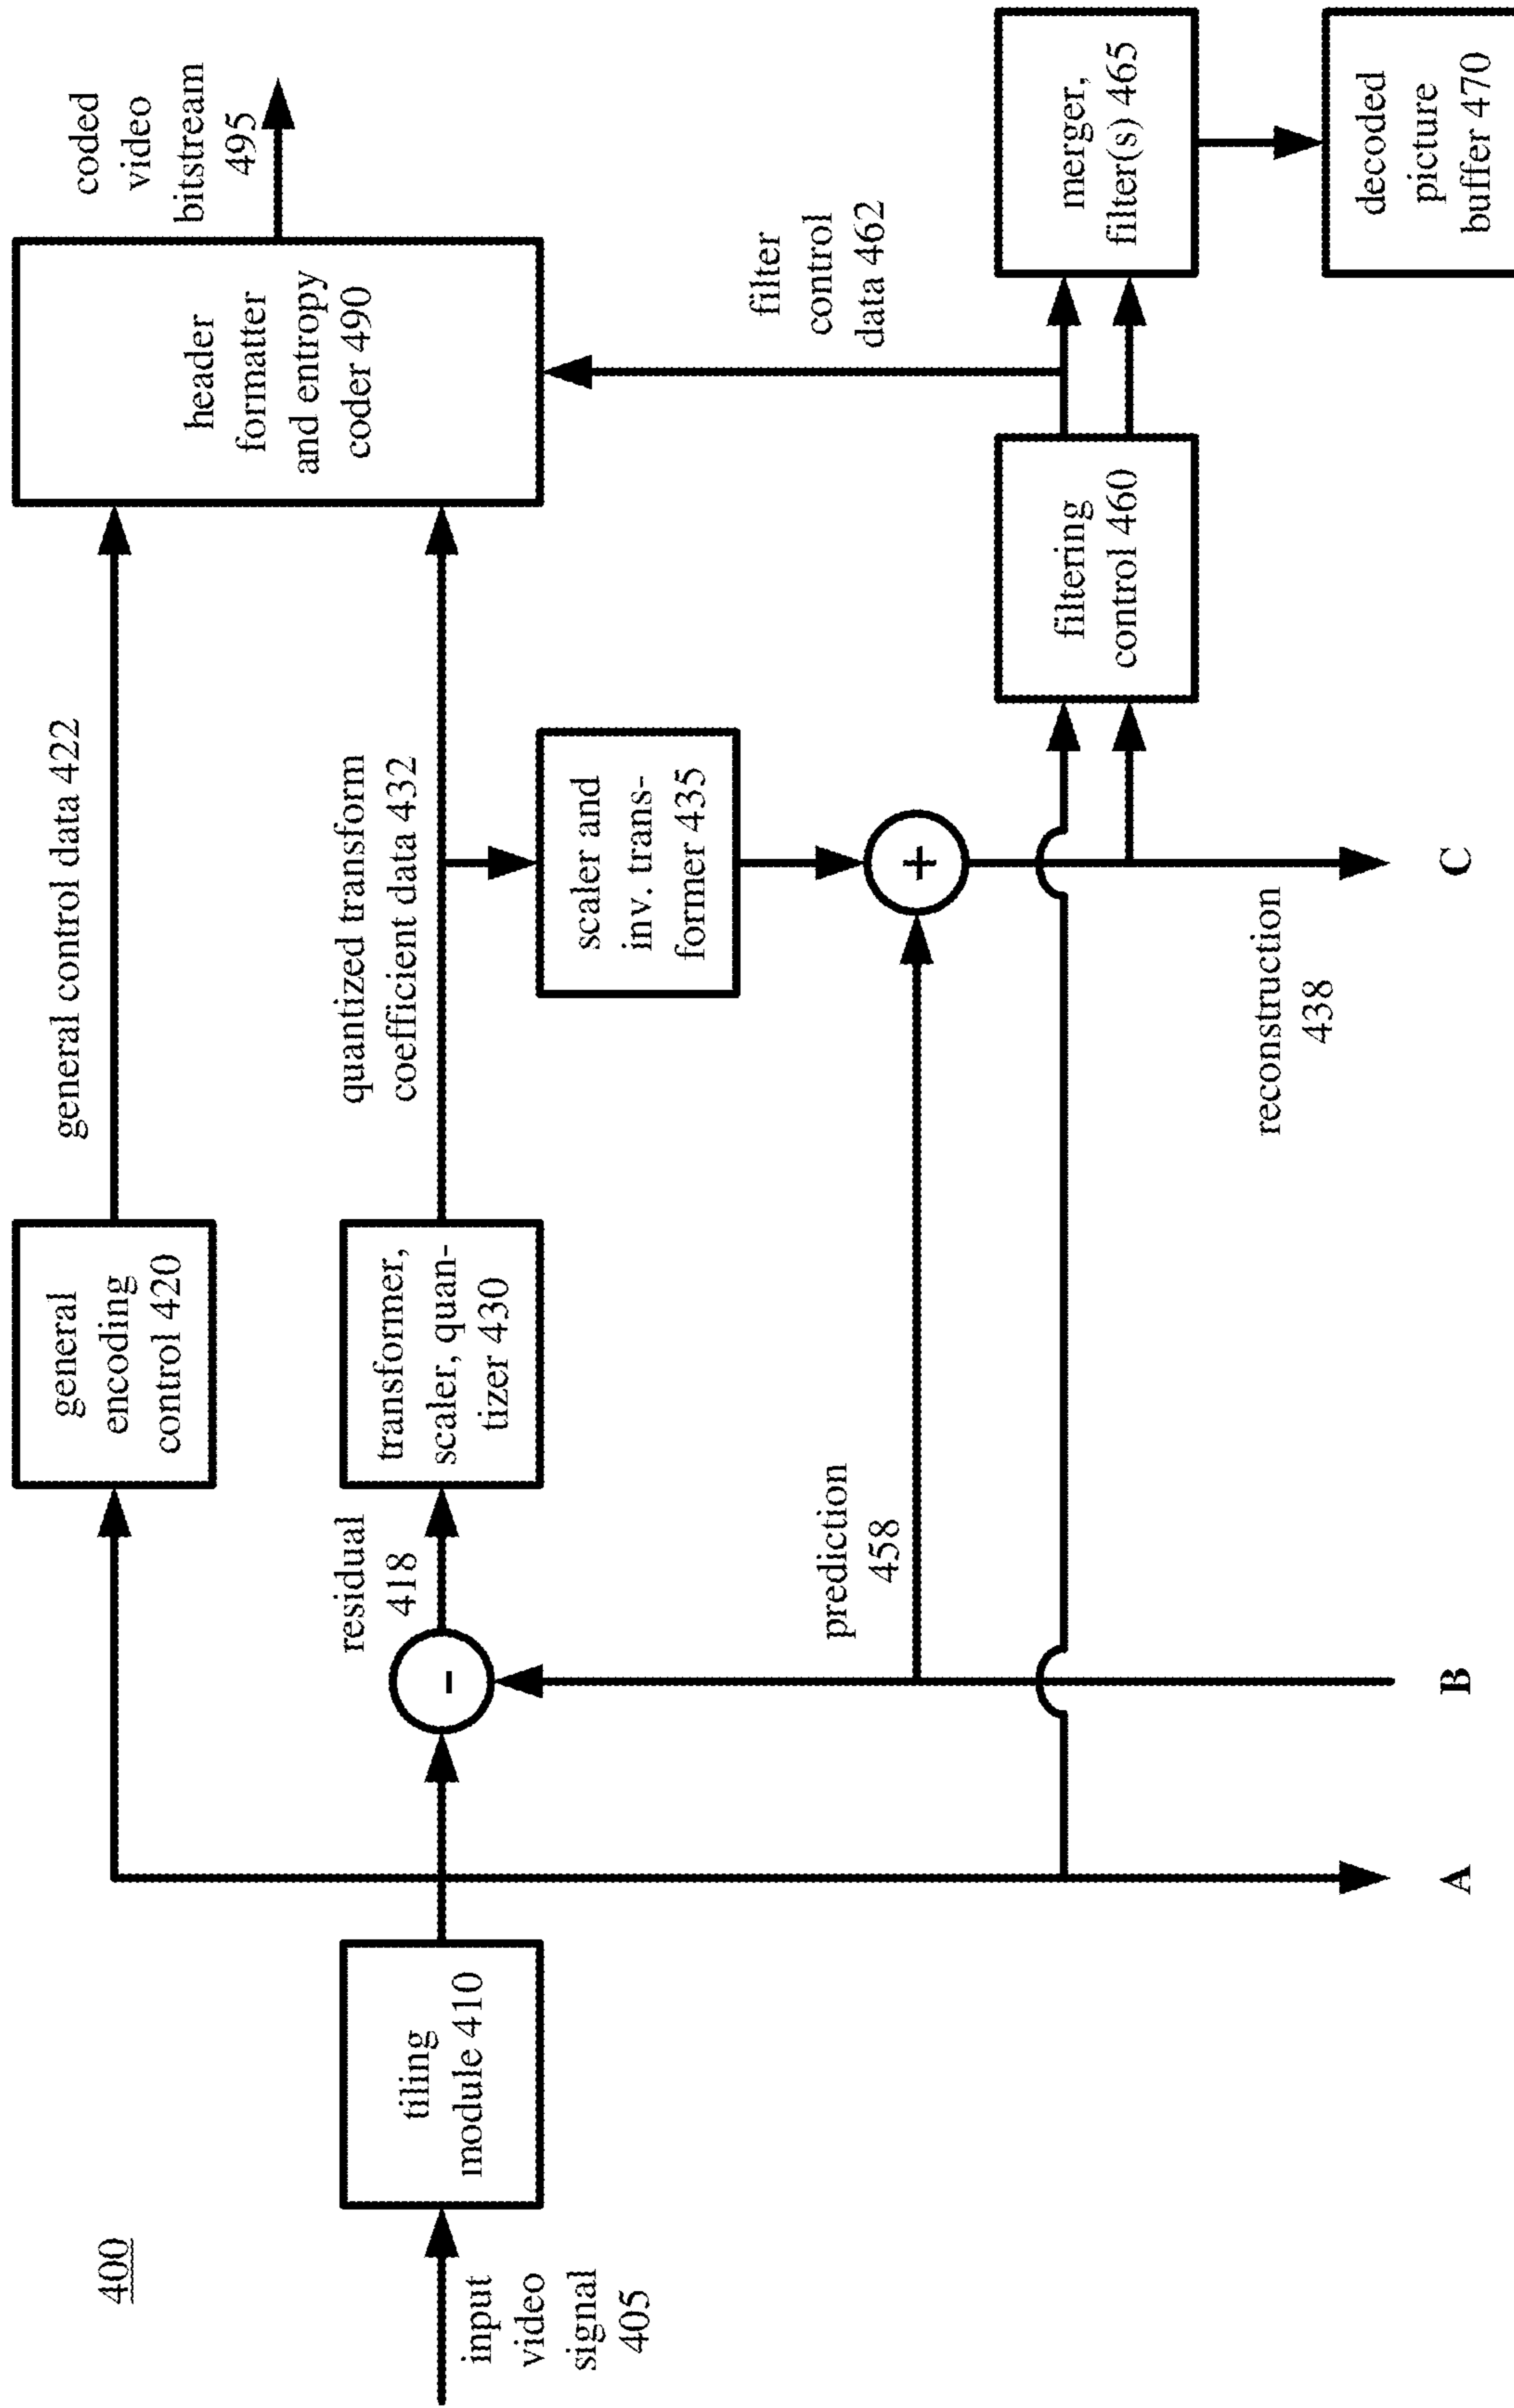 400
coded
video
bitstream
495
general
encoding
control 420
general control data 422
header
formatter
and entropy
coder 490
input
video
signal
405
tiling
module 410
-
residual
418
transformer,
scaler, quan-
tizer 430
quantized transform
coefficient data 432
scaler and
inv. trans-
former 435
filter
control
data 462
prediction
458
+
filtering
control 460
merger,
filter(s) 465
reconstruction
438
decoded
picture
buffer 470
A
B
C